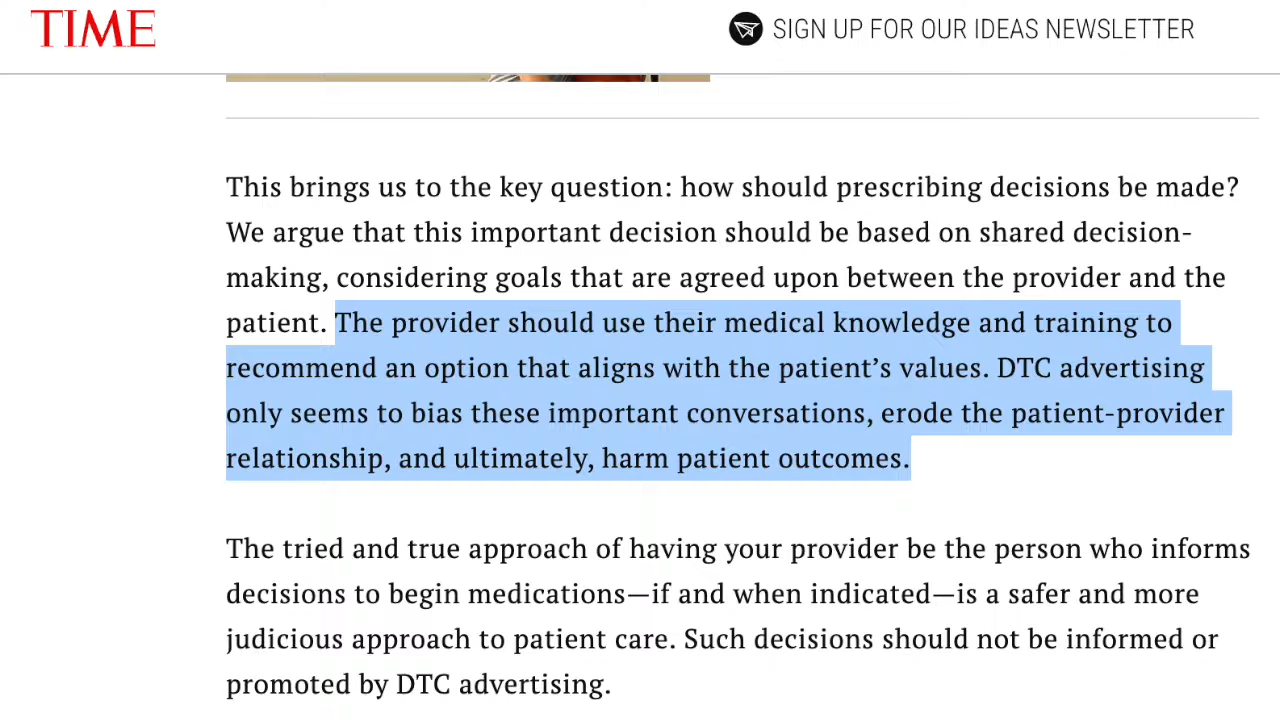 TIME
SIGN UP FOR OUR IDEAS NEWSLETTER
This brings us to the key question: how should prescribing decisions be made?
We argue that this important decision should be based on shared decision-
making, considering goals that are agreed upon between the provider and the
patient. The provider should use their medical knowledge and training to
recommend an option that aligns with the patient’s values. DTC advertising
only seems to bias these important conversations, erode the patient-provider
relationship, and ultimately, harm patient outcomes.
The tried and true approach of having your provider be the person who informs
decisions to begin medications—if and when indicated—is a safer and more
judicious approach to patient care. Such decisions should not be informed or
promoted by DTC advertising.